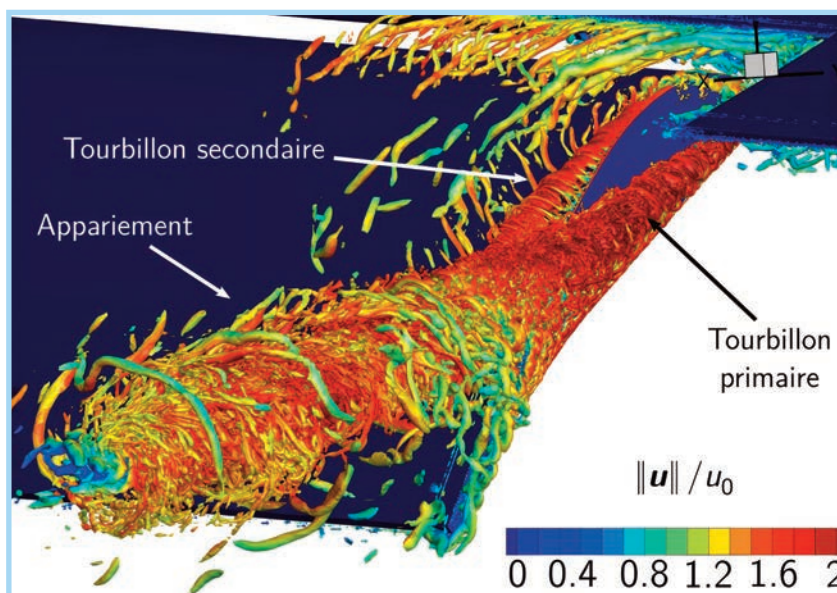 Tourbillon secondaire
Appariement
Tourbillon
primaire
‖u‖ / u₀
0 0.4 0.8 1.2 1.6 2